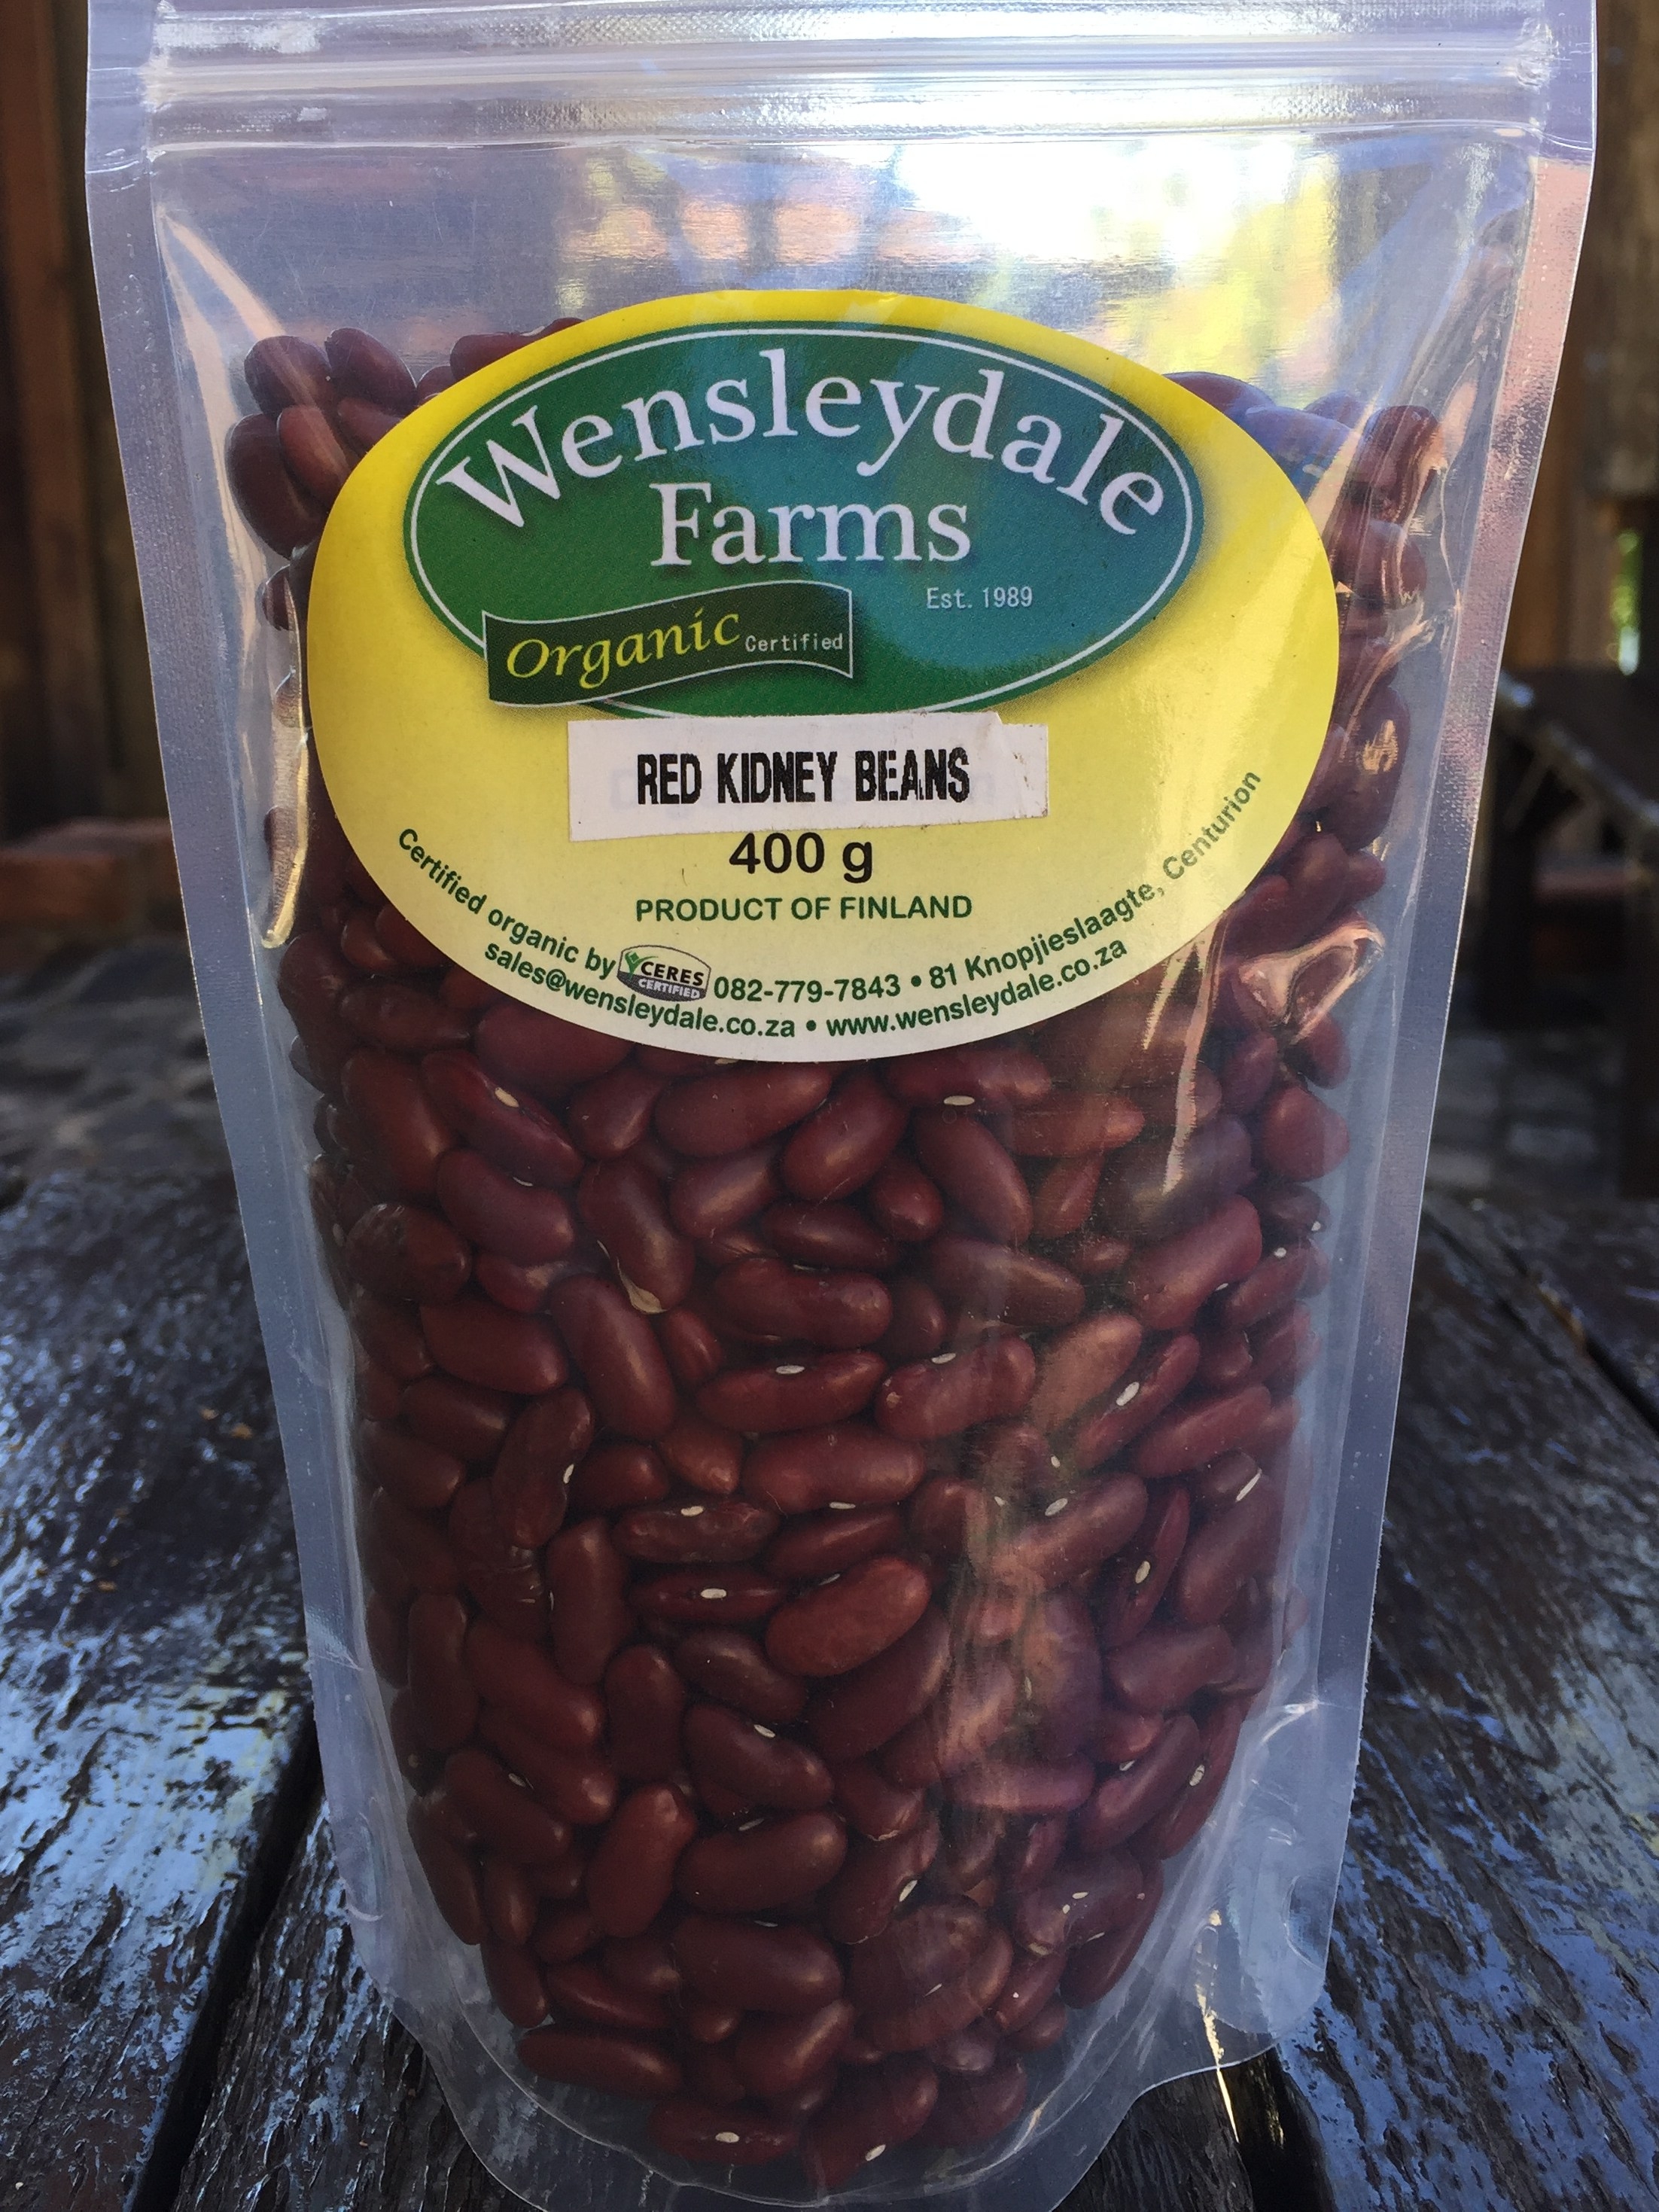 Wensleydale
Farms
Est. 1989
Organic Certified
RED KIDNEY BEANS
400 g
PRODUCT OF FINLAND
Certified organic by CERES CERTIFIED 082-779-7843 • 81 Knopjieslaagte, Centurion
sales@wensleydale.co.za • www.wensleydale.co.za